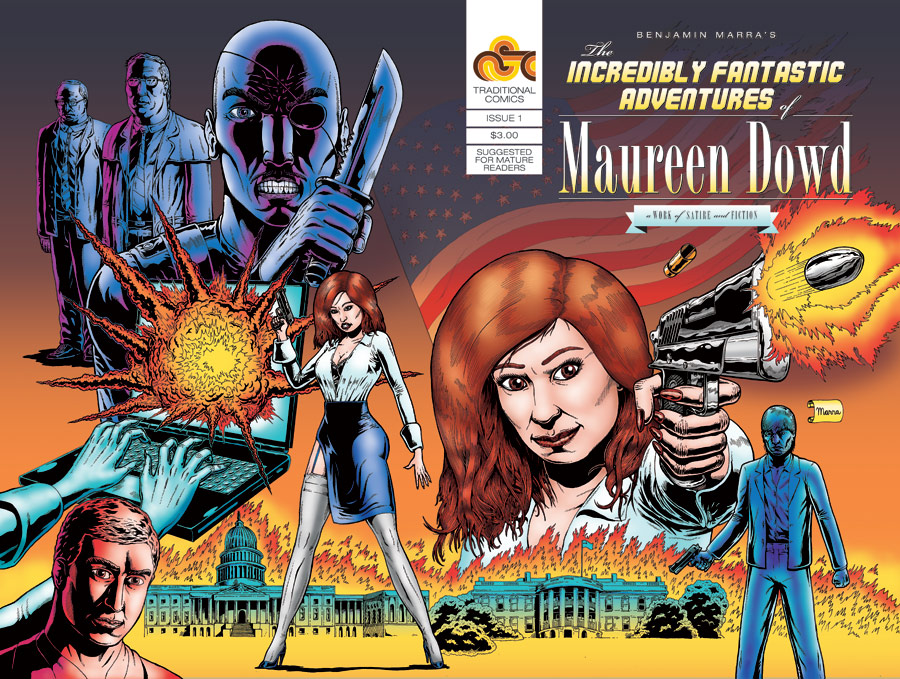 TRADITIONAL
COMICS
ISSUE 1
$3.00
SUGGESTED
FOR MATURE
READERS
BENJAMIN MARRA'S
The
INCREDIBLY FANTASTIC
ADVENTURES of
Maureen Dowd
a WORK of SATIRE and FICTION
Marra